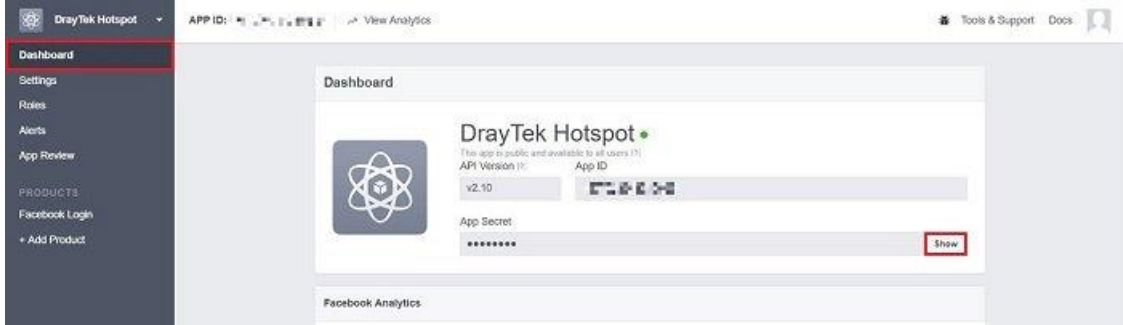 DrayTek Hotspot
APP ID:
View Analytics
Tools & Support
Docs
Dashboard
Settings
Roles
Alerts
App Review
PRODUCTS
Facebook Login
+ Add Product
Dashboard
DrayTek Hotspot
This app is public and available to all users [?]
API Version [?]
App ID
v2.10
App Secret
••••••••
Show
Facebook Analytics